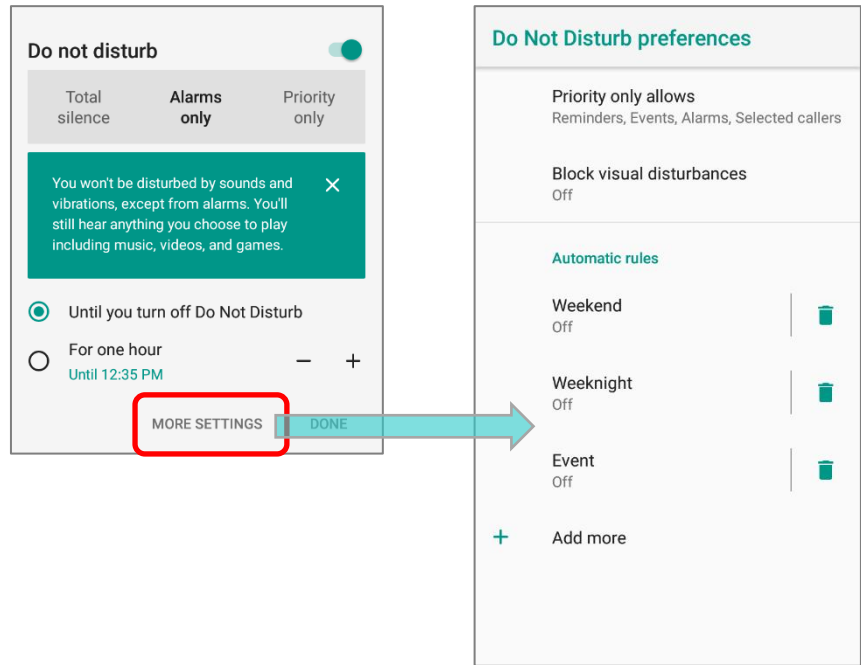 Do not disturb
Total silence
Alarms only
Priority only
You won't be disturbed by sounds and
vibrations, except from alarms. You'll
still hear anything you choose to play
including music, videos, and games.
Until you turn off Do Not Disturb
For one hour
Until 12:35 PM
MORE SETTINGS
DONE
Do Not Disturb preferences
Priority only allows
Reminders, Events, Alarms, Selected callers
Block visual disturbances
Off
Automatic rules
Weekend
Off
Weeknight
Off
Event
Off
Add more